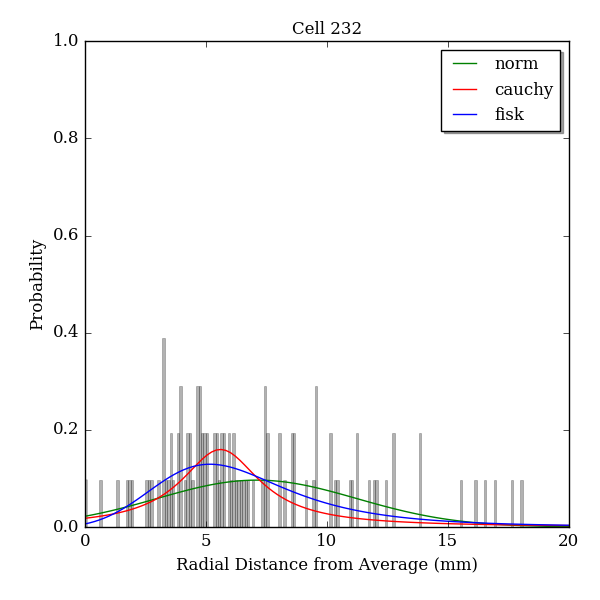 Cell 232
1.0
0.8
0.6
0.4
0.2
0.0
Probability
norm
cauchy
fisk
0 5 10 15 20
Radial Distance from Average (mm)